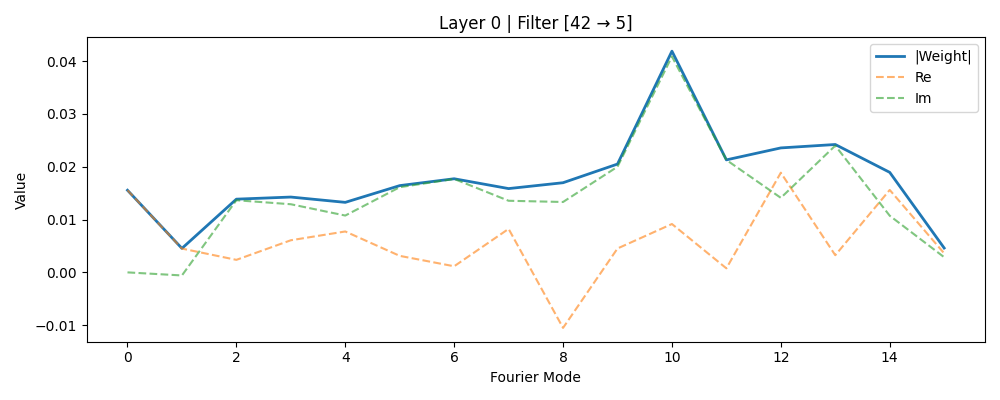 Layer 0 | Filter [42 → 5]
|Weight|
Re
Im
Value
0.04
0.03
0.02
0.01
0.00
−0.01
0 2 4 6 8 10 12 14
Fourier Mode